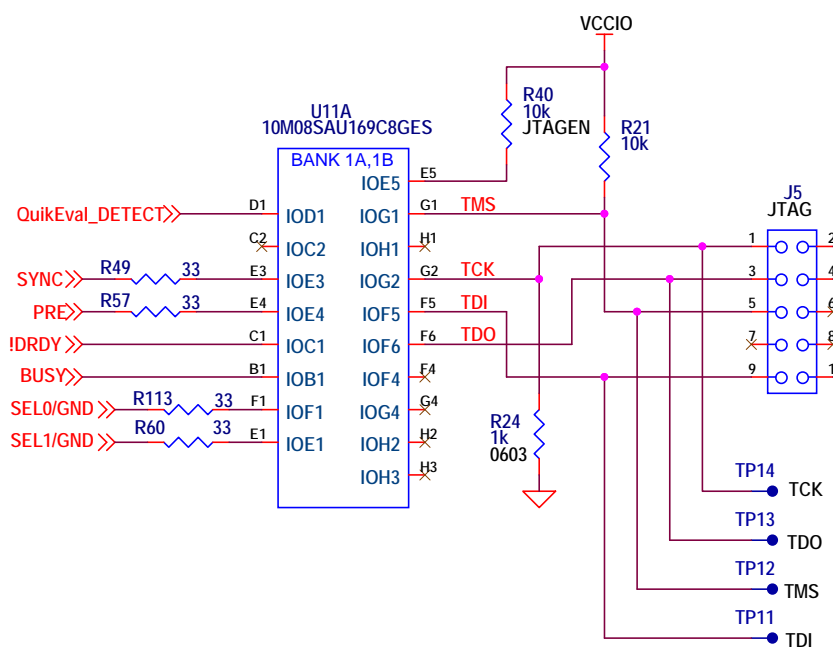 VCCIO
R40
10k
JTAGEN
R21
10k
U11A
10M08SAU169C8GES
BANK 1A,1B
J5
JTAG
QuikEval_DETECT D1 IOD1
C2 IOC2
SYNC R49 33 E3 IOE3
PRE R57 33 E4 IOE4
!DRDY C1 IOC1
BUSY B1 IOB1
SEL0/GND R113 33 F1 IOF1
SEL1/GND R60 33 E1 IOE1
IOE5 E5
IOG1 G1 TMS
IOH1 H1
IOG2 G2 TCK
IOF5 F5 TDI
IOF6 F6 TDO
IOF4 F4
IOG4 G4
IOH2 H2
IOH3 H3
1 2
3 4
5 6
7 8
9 1
R24
1k
0603
TP14
TCK
TP13
TDO
TP12
TMS
TP11
TDI